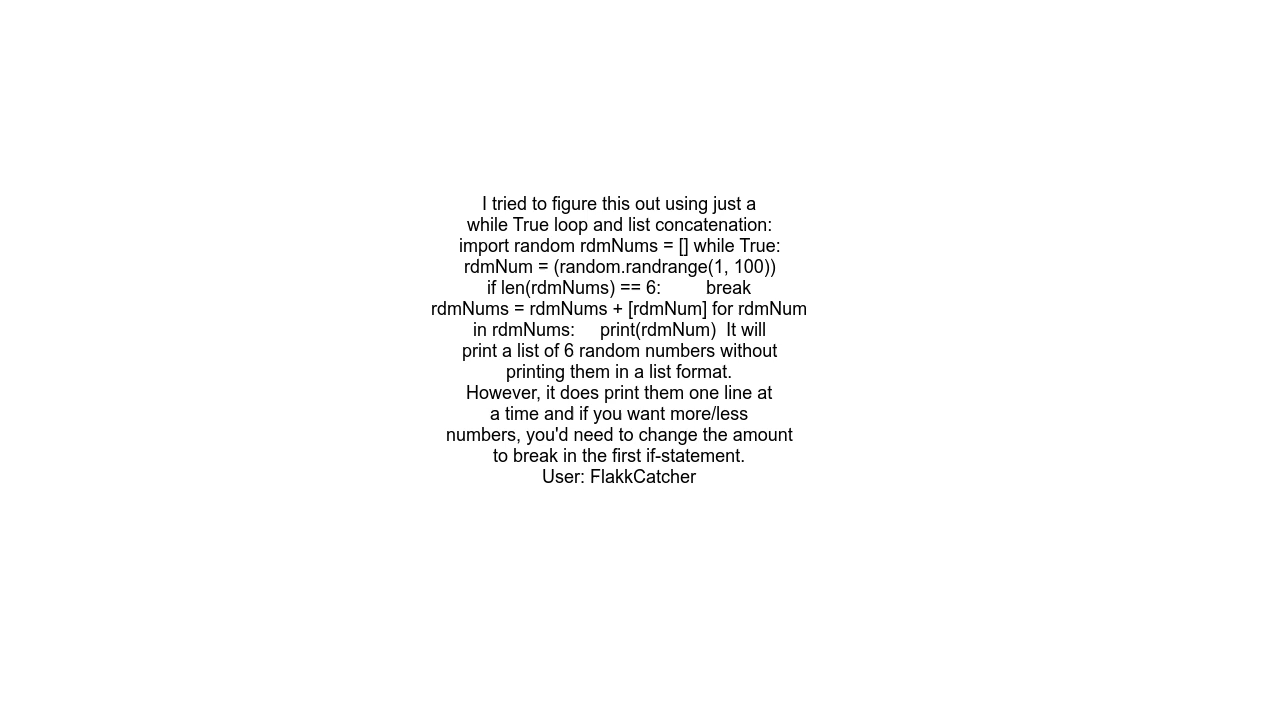 I tried to figure this out using just a
while True loop and list concatenation:
import random rdmNums = [] while True:
rdmNum = (random.randrange(1, 100))
if len(rdmNums) == 6:         break
rdmNums = rdmNums + [rdmNum] for rdmNum
in rdmNums:     print(rdmNum)  It will
print a list of 6 random numbers without
printing them in a list format.
However, it does print them one line at
a time and if you want more/less
numbers, you'd need to change the amount
to break in the first if-statement.
User: FlakkCatcher